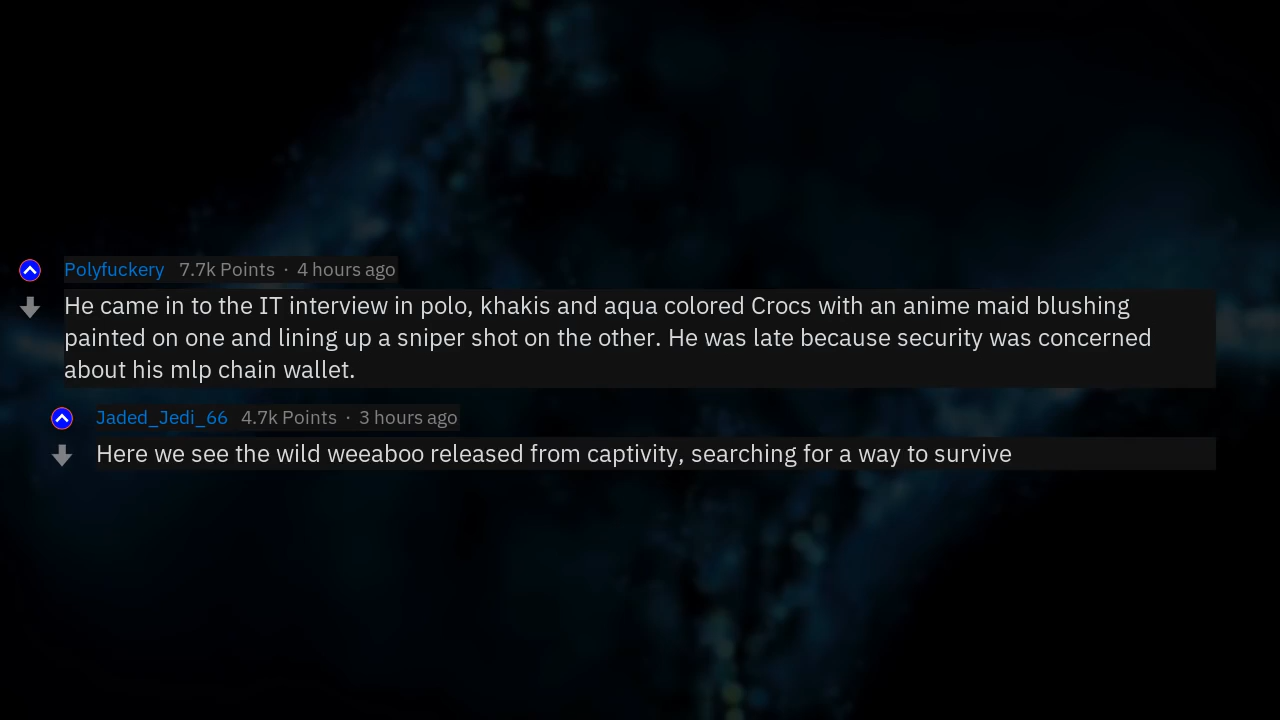 Polyfuckery 7.7k Points · 4 hours ago
He came in to the IT interview in polo, khakis and aqua colored Crocs with an anime maid blushing
painted on one and lining up a sniper shot on the other. He was late because security was concerned
about his mlp chain wallet.
Jaded_Jedi_66 4.7k Points · 3 hours ago
Here we see the wild weeaboo released from captivity, searching for a way to survive